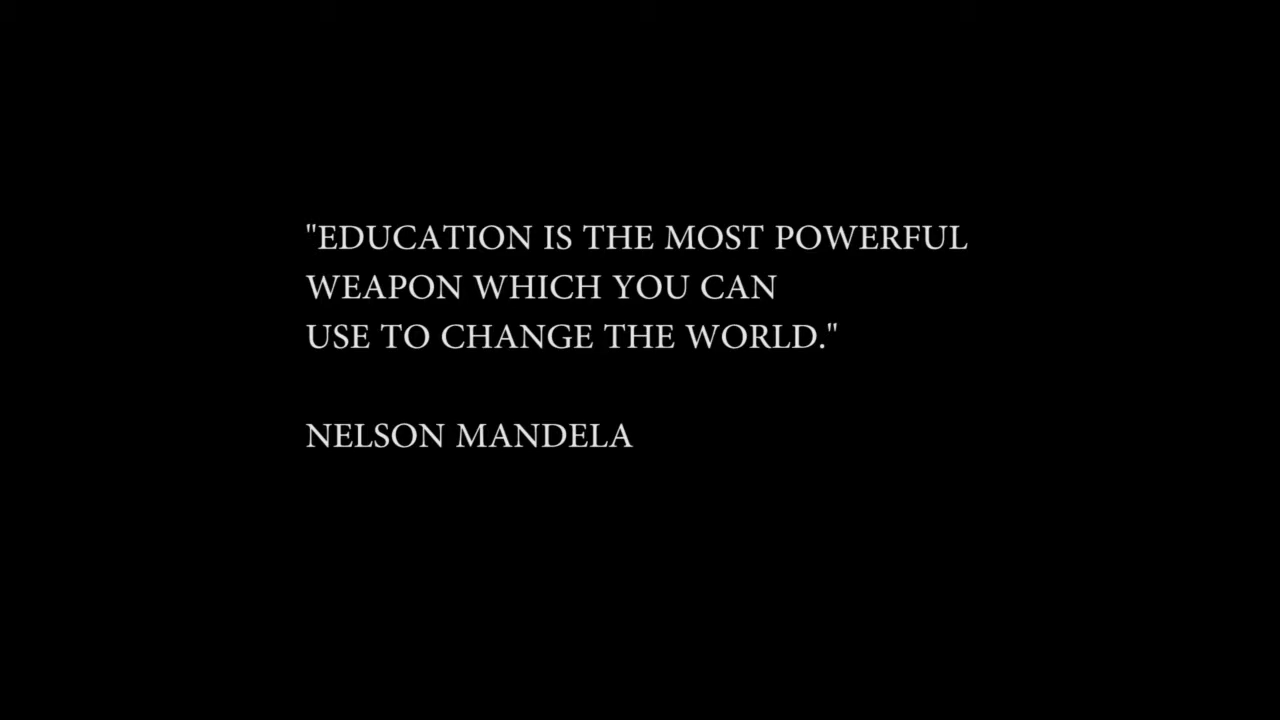 "EDUCATION IS THE MOST POWERFUL
WEAPON WHICH YOU CAN
USE TO CHANGE THE WORLD."
NELSON MANDELA